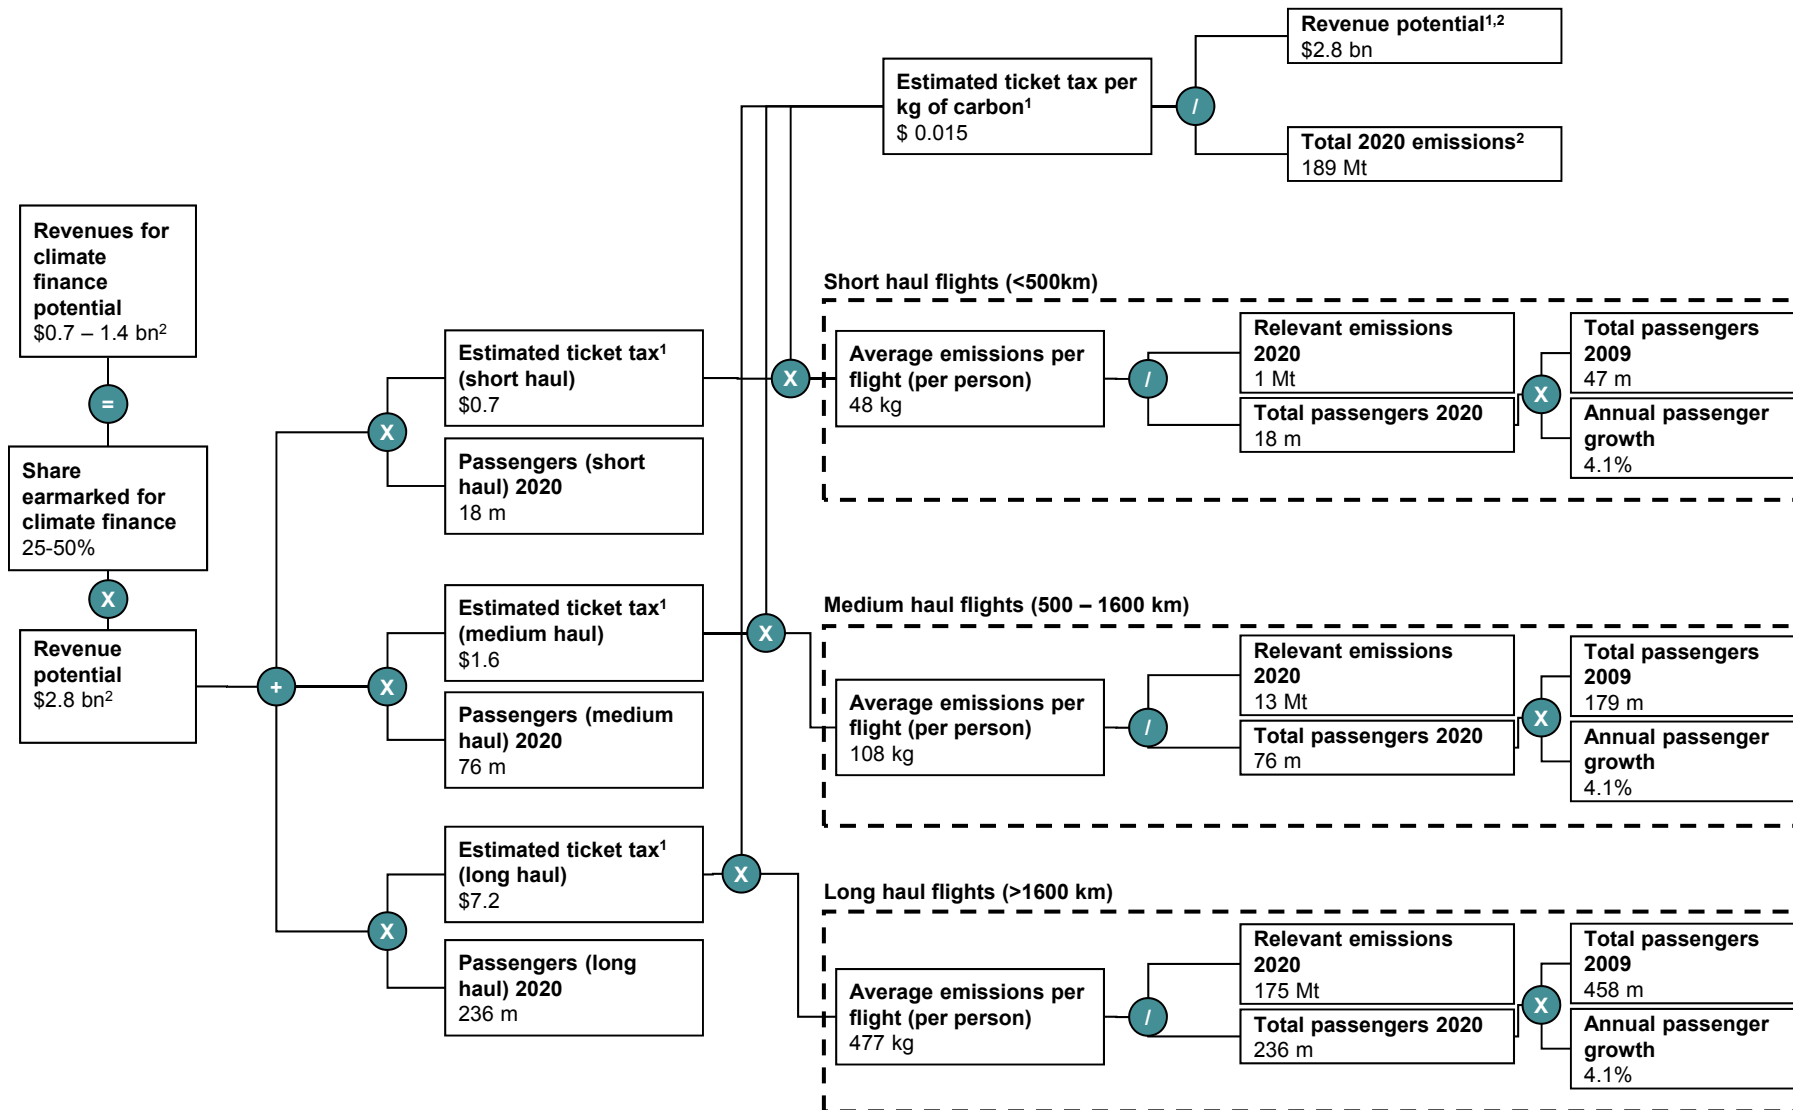 Revenue potential1,2
$2.8 bn
Estimated ticket tax per
kg of carbon1
$ 0.015
/
Total 2020 emissions2
189 Mt
Revenues for
climate
finance
potential
$0.7 – 1.4 bn2
=
Share
earmarked for
climate finance
25-50%
X
Revenue
potential
$2.8 bn2
+
X
Estimated ticket tax1
(short haul)
$0.7
Passengers (short
haul) 2020
18 m
X
Estimated ticket tax1
(medium haul)
$1.6
Passengers (medium
haul) 2020
76 m
X
Estimated ticket tax1
(long haul)
$7.2
Passengers (long
haul) 2020
236 m
Short haul flights (<500km)
X
Average emissions per
flight (per person)
48 kg
/
Relevant emissions
2020
1 Mt
Total passengers 2020
18 m
X
Total passengers
2009
47 m
Annual passenger
growth
4.1%
Medium haul flights (500 – 1600 km)
X
Average emissions per
flight (per person)
108 kg
/
Relevant emissions
2020
13 Mt
Total passengers 2020
76 m
X
Total passengers
2009
179 m
Annual passenger
growth
4.1%
Long haul flights (>1600 km)
X
Average emissions per
flight (per person)
477 kg
/
Relevant emissions
2020
175 Mt
Total passengers 2020
236 m
X
Total passengers
2009
458 m
Annual passenger
growth
4.1%